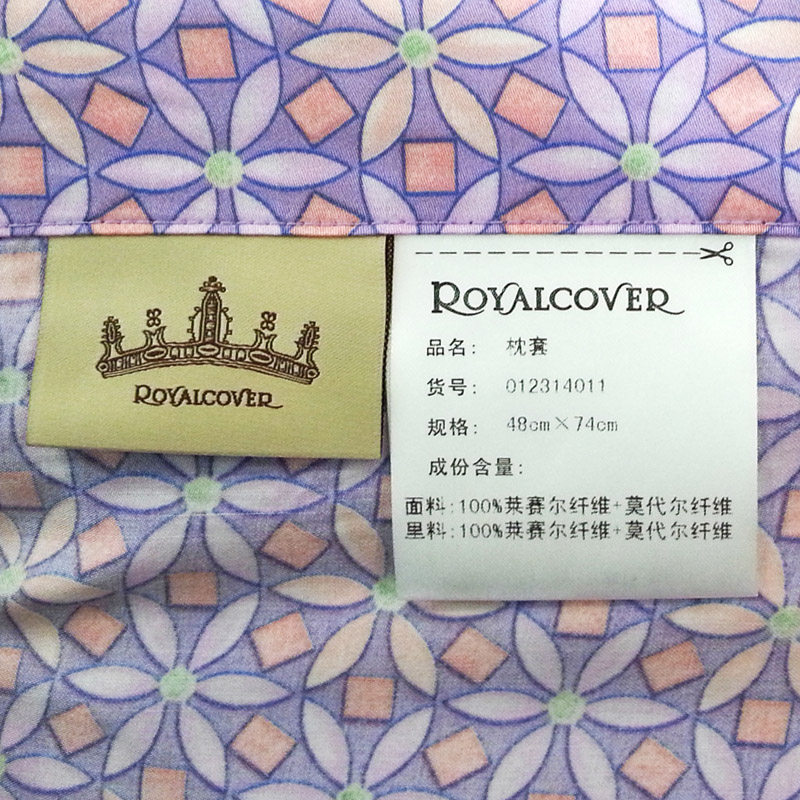 ROYALCOVER
ROYALCOVER
品名: 枕套
货号: 012314011
规格: 48cm×74cm
成份含量:
面料:100%莱赛尔纤维+莫代尔纤维
里料:100%莱赛尔纤维+莫代尔纤维